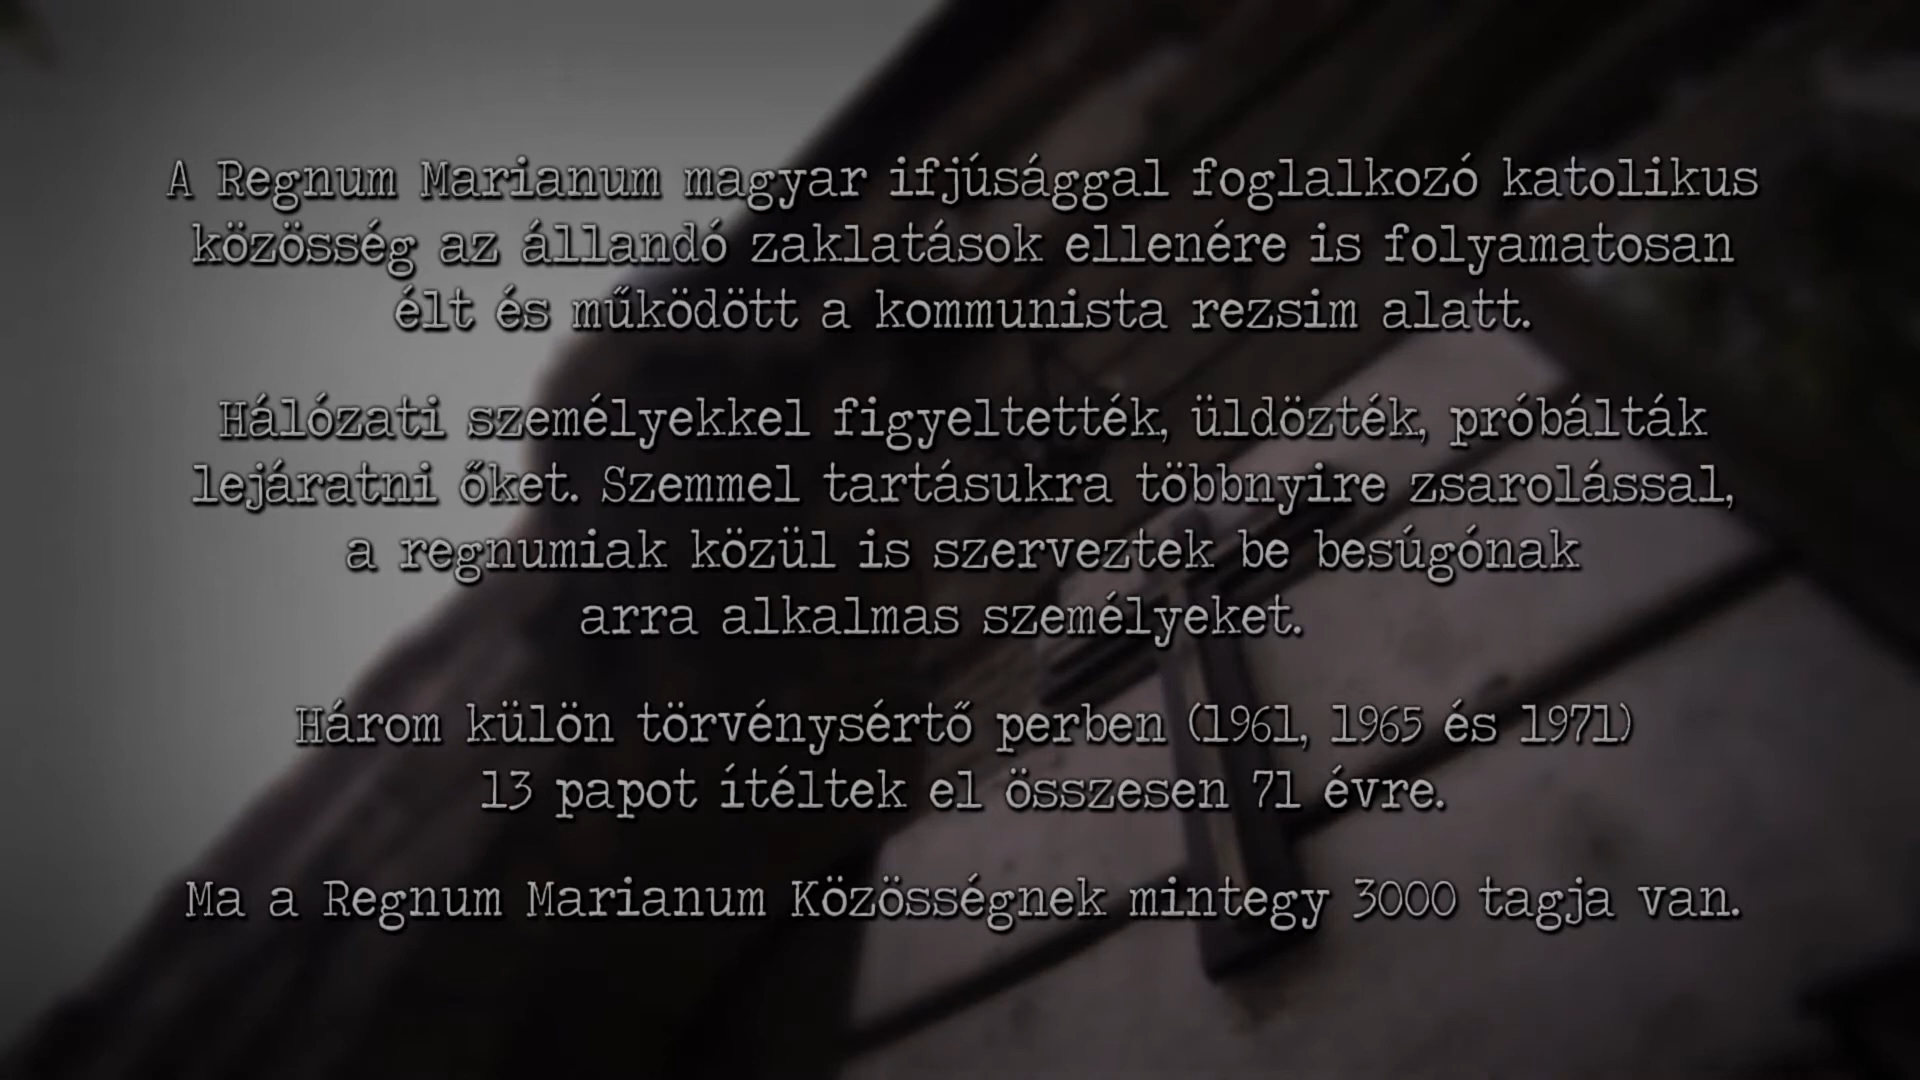 A Regnum Marianum magyar ifjúsággal foglalkozó katolikus
közösség az állandó zaklatások ellenére is folyamatosan
élt és működött a kommunista rezsim alatt.
Hálózati személyekkel figyeltették, üldözték, próbálták
lejáratni őket. Szemmel tartásukra többnyire zsarolással,
a regnumiak közül is szerveztek be besúgónak
arra alkalmas személyeket.
Három külön törvénysértő perben (1961, 1965 és 1971)
13 papot ítéltek el összesen 71 évre.
Ma a Regnum Marianum Közösségnek mintegy 3000 tagja van.